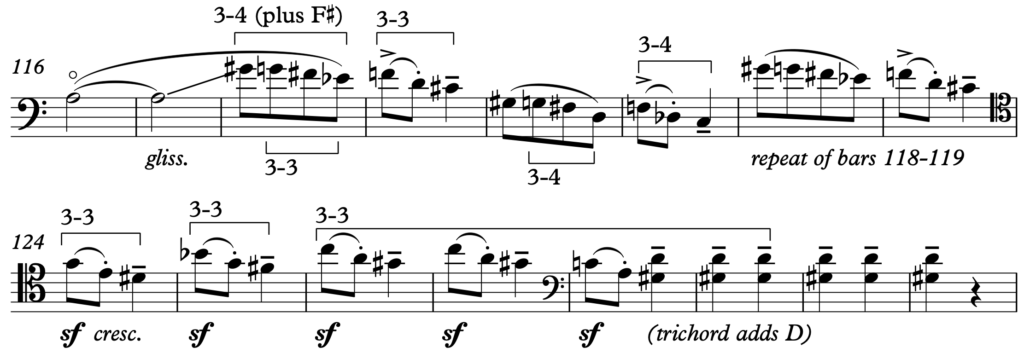 3-4 (plus F♯) 3-3
3-4
116
gliss. 3-3 3-4 repeat of bars 118-119
3-3 3-3 3-3
124
sf cresc. sf sf sf sf (trichord adds D)